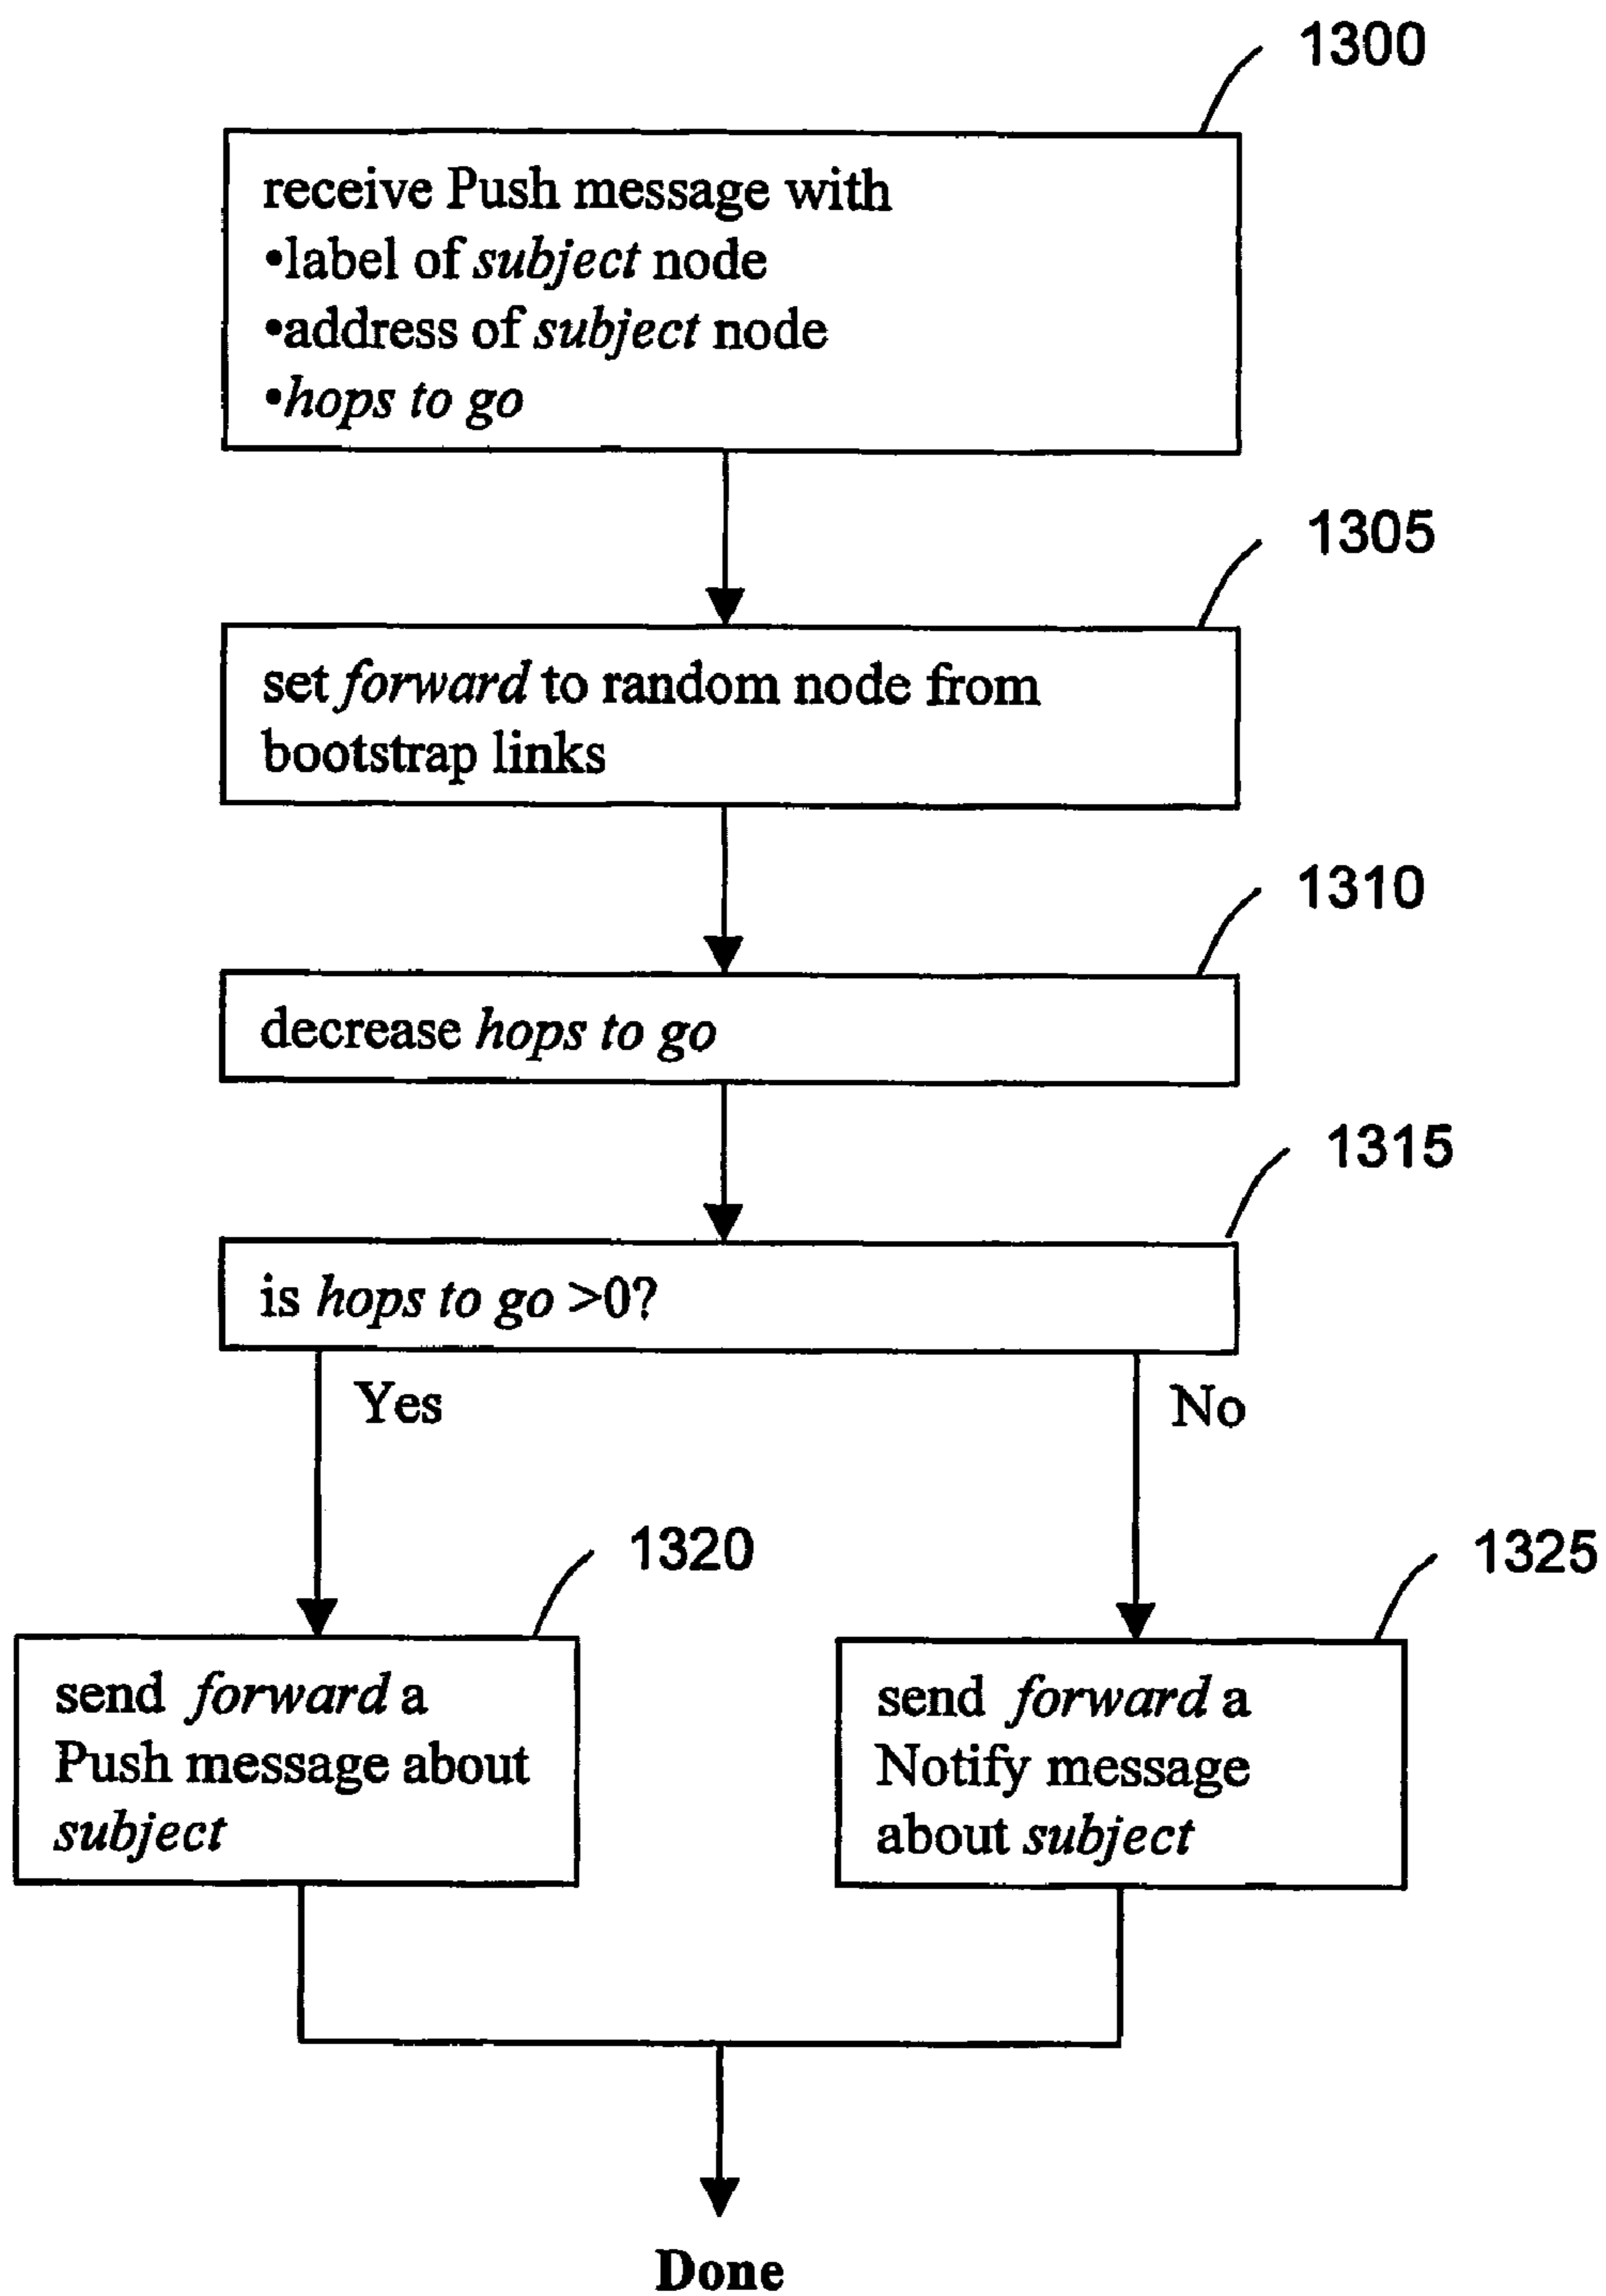 1300
receive Push message with
•label of subject node
•address of subject node
•hops to go
1305
set forward to random node from
bootstrap links
1310
decrease hops to go
1315
is hops to go >0?
Yes
No
1320
send forward a
Push message about
subject
1325
send forward a
Notify message
about subject
Done